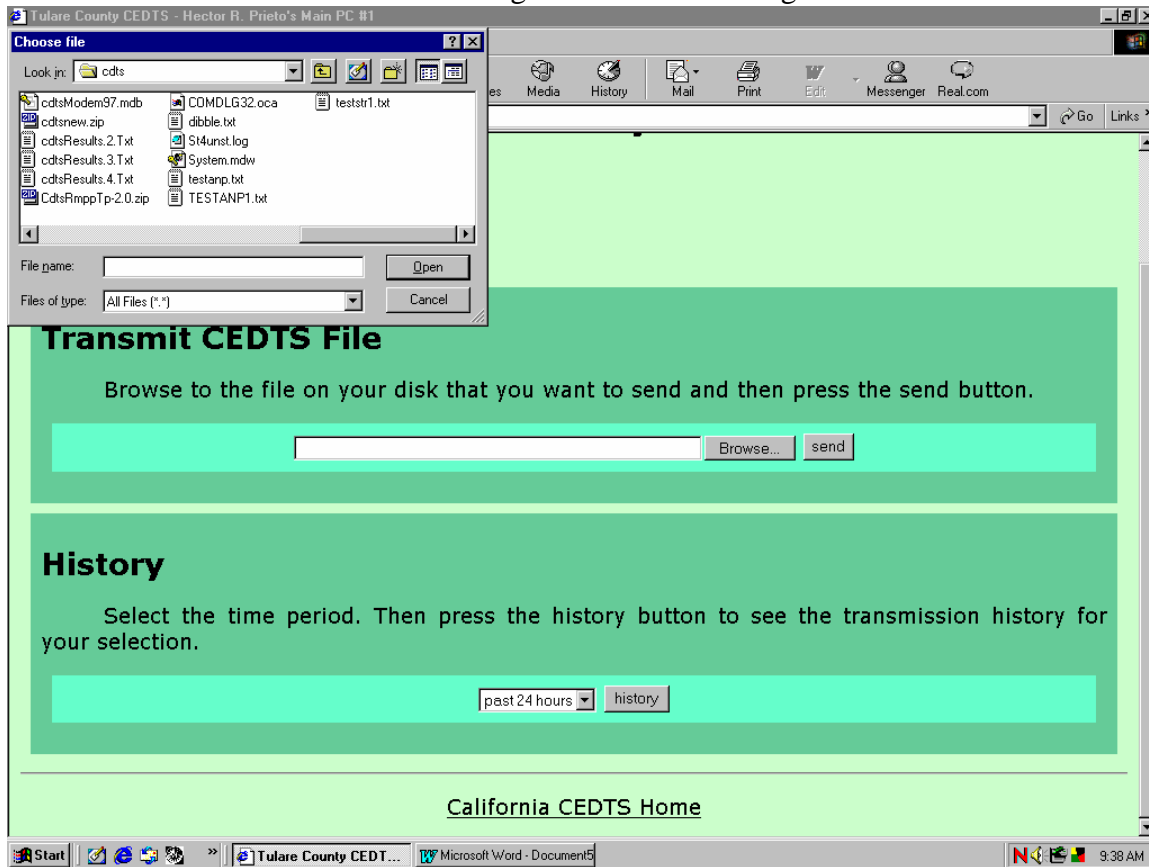 Tulare County CEDTS - Hector R. Prieto's Main PC #1
Choose file
Look in: cdts
cdtsModem97.mdb COMDLG32.oca teststr1.txt
cdtsnew.zip dibble.txt
cdtsResults.2.Txt St4unst.log
cdtsResults.3.Txt System.mdw
cdtsResults.4.Txt testanp.txt
CdtsRmppTp-2.0.zip TESTANP1.txt
File name: Open
Files of type: All Files (*.*) Cancel
es Media History Mail Print Edit Messenger Real.com
Go Links
Transmit CEDTS File
Browse to the file on your disk that you want to send and then press the send button.
Browse... send
History
Select the time period. Then press the history button to see the transmission history for
your selection.
past 24 hours history
California CEDTS Home
Start » Tulare County CEDT... Microsoft Word - Document5 9:38 AM